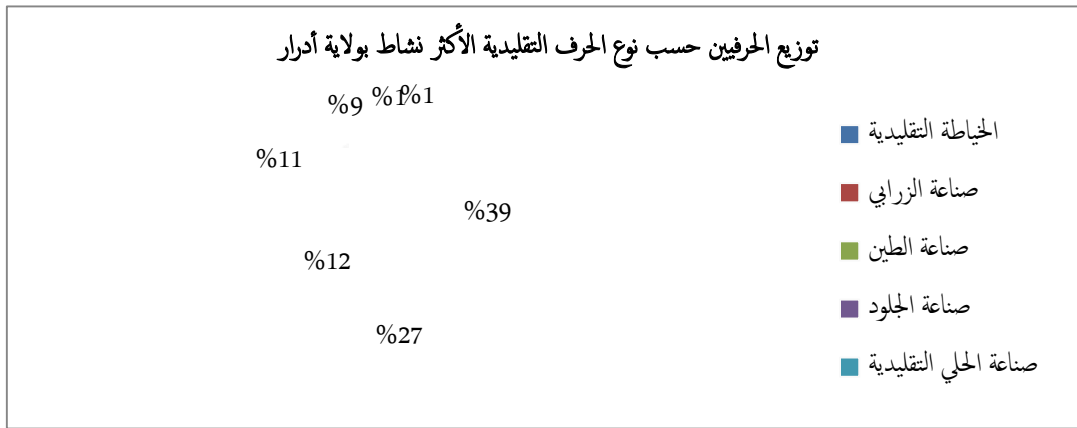 توزيع الحرفيين حسب نوع الحرف التقليدية الأكثر نشاط بولاية أدرار
%9 %1 %1
%11
%39
%12
%27
الخياطة التقليدية
صناعة الزرابي
صناعة الطين
صناعة الجلود
صناعة الحلي التقليدية